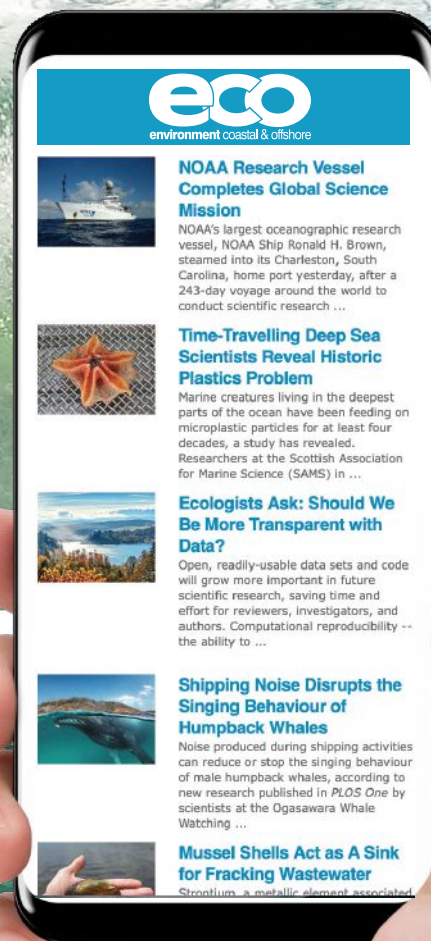 eco
environment coastal & offshore
NOAA Research Vessel
Completes Global Science
Mission
NOAA's largest oceanographic research
vessel, NOAA Ship Ronald H. Brown,
steamed into its Charleston, South
Carolina, home port yesterday, after a
243-day voyage around the world to
conduct scientific research ...
Time-Travelling Deep Sea
Scientists Reveal Historic
Plastics Problem
Marine creatures living in the deepest
parts of the ocean have been feeding on
microplastic particles for at least four
decades, a study has revealed.
Researchers at the Scottish Association
for Marine Science (SAMS) in ...
Ecologists Ask: Should We
Be More Transparent with
Data?
Open, readily-usable data sets and code
will grow more important in future
scientific research, saving time and
effort for reviewers, investigators, and
authors. Computational reproducibility --
the ability to ...
Shipping Noise Disrupts the
Singing Behaviour of
Humpback Whales
Noise produced during shipping activities
can reduce or stop the singing behaviour
of male humpback whales, according to
new research published in PLOS One by
scientists at the Ogasawara Whale
Watching ...
Mussel Shells Act as A Sink
for Fracking Wastewater
Strontium, a metallic element associated